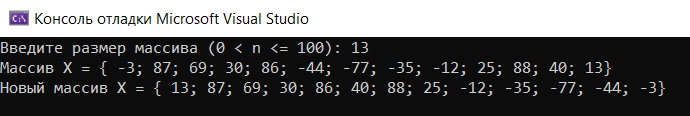 Консоль отладки Microsoft Visual Studio
Введите размер массива (0 < n <= 100): 13
Массив X = { -3; 87; 69; 30; 86; -44; -77; -35; -12; 25; 88; 40; 13}
Новый массив X = { 13; 87; 69; 30; 86; 40; 88; 25; -12; -35; -77; -44; -3}